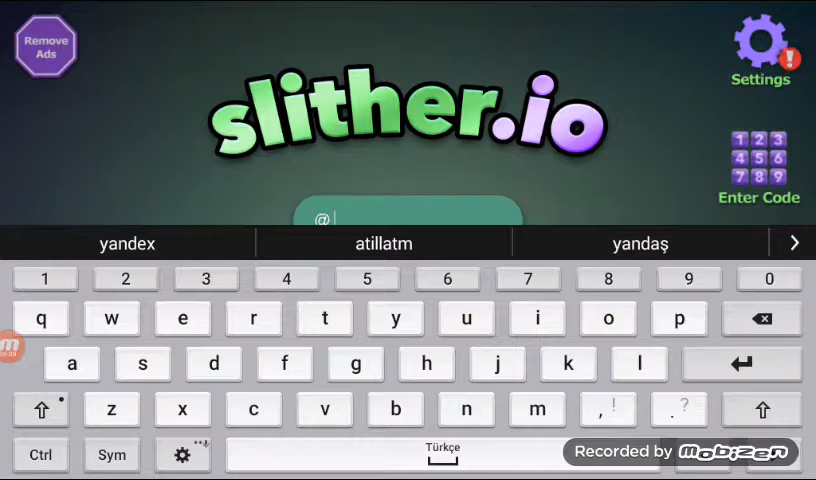 Remove
Ads
slither.io
!
Settings
1 2 3
4 5 6
7 8 9
Enter Code
@
yandex atillatm yandaş >
1 2 3 4 5 6 7 8 9 0
q w e r t y u i o p
a s d f g h j k l
z x c v b n m , ! . ?
Ctrl Sym Türkçe
Recorded by MOBIZEN